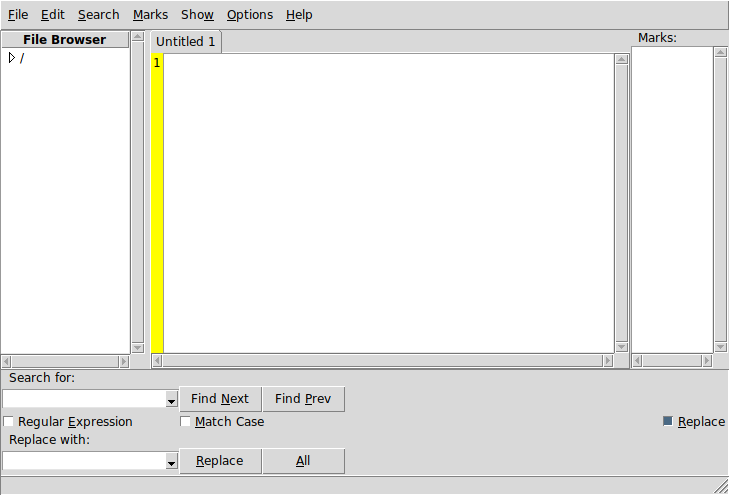 File Edit Search Marks Show Options Help
File Browser
Untitled 1
Marks:
/
1
Search for:
Find Next Find Prev
Regular Expression Match Case Replace
Replace with:
Replace All